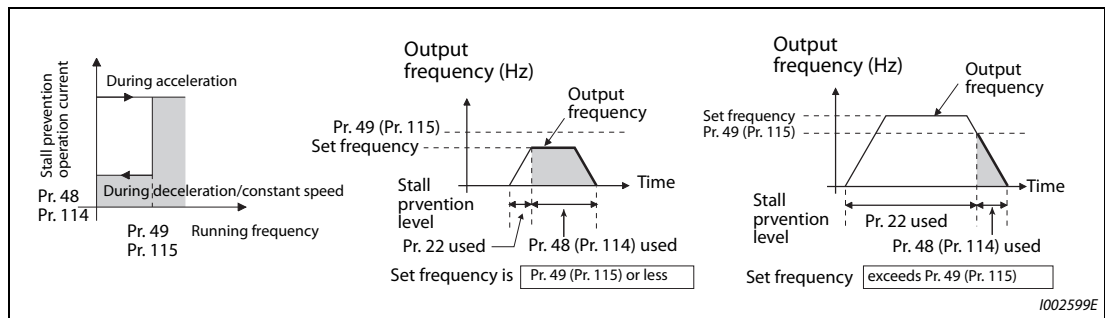 Stall prevention
operation current
During acceleration
During deceleration/constant speed
Pr. 48
Pr. 114
Pr. 49
Pr. 115
Running frequency
Output
frequency (Hz)
Output
frequency
Pr. 49 (Pr. 115)
Set frequency
Time
Stall
prvention
level
Pr. 22 used
Pr. 48 (Pr. 114) used
Set frequency is Pr. 49 (Pr. 115) or less
Output
frequency (Hz)
Output
frequency
Set frequency
Pr. 49 (Pr. 115)
Time
Stall
prvention
level
Pr. 22 used
Pr. 48 (Pr. 114) used
Set frequency exceeds Pr. 49 (Pr. 115)
I002599E